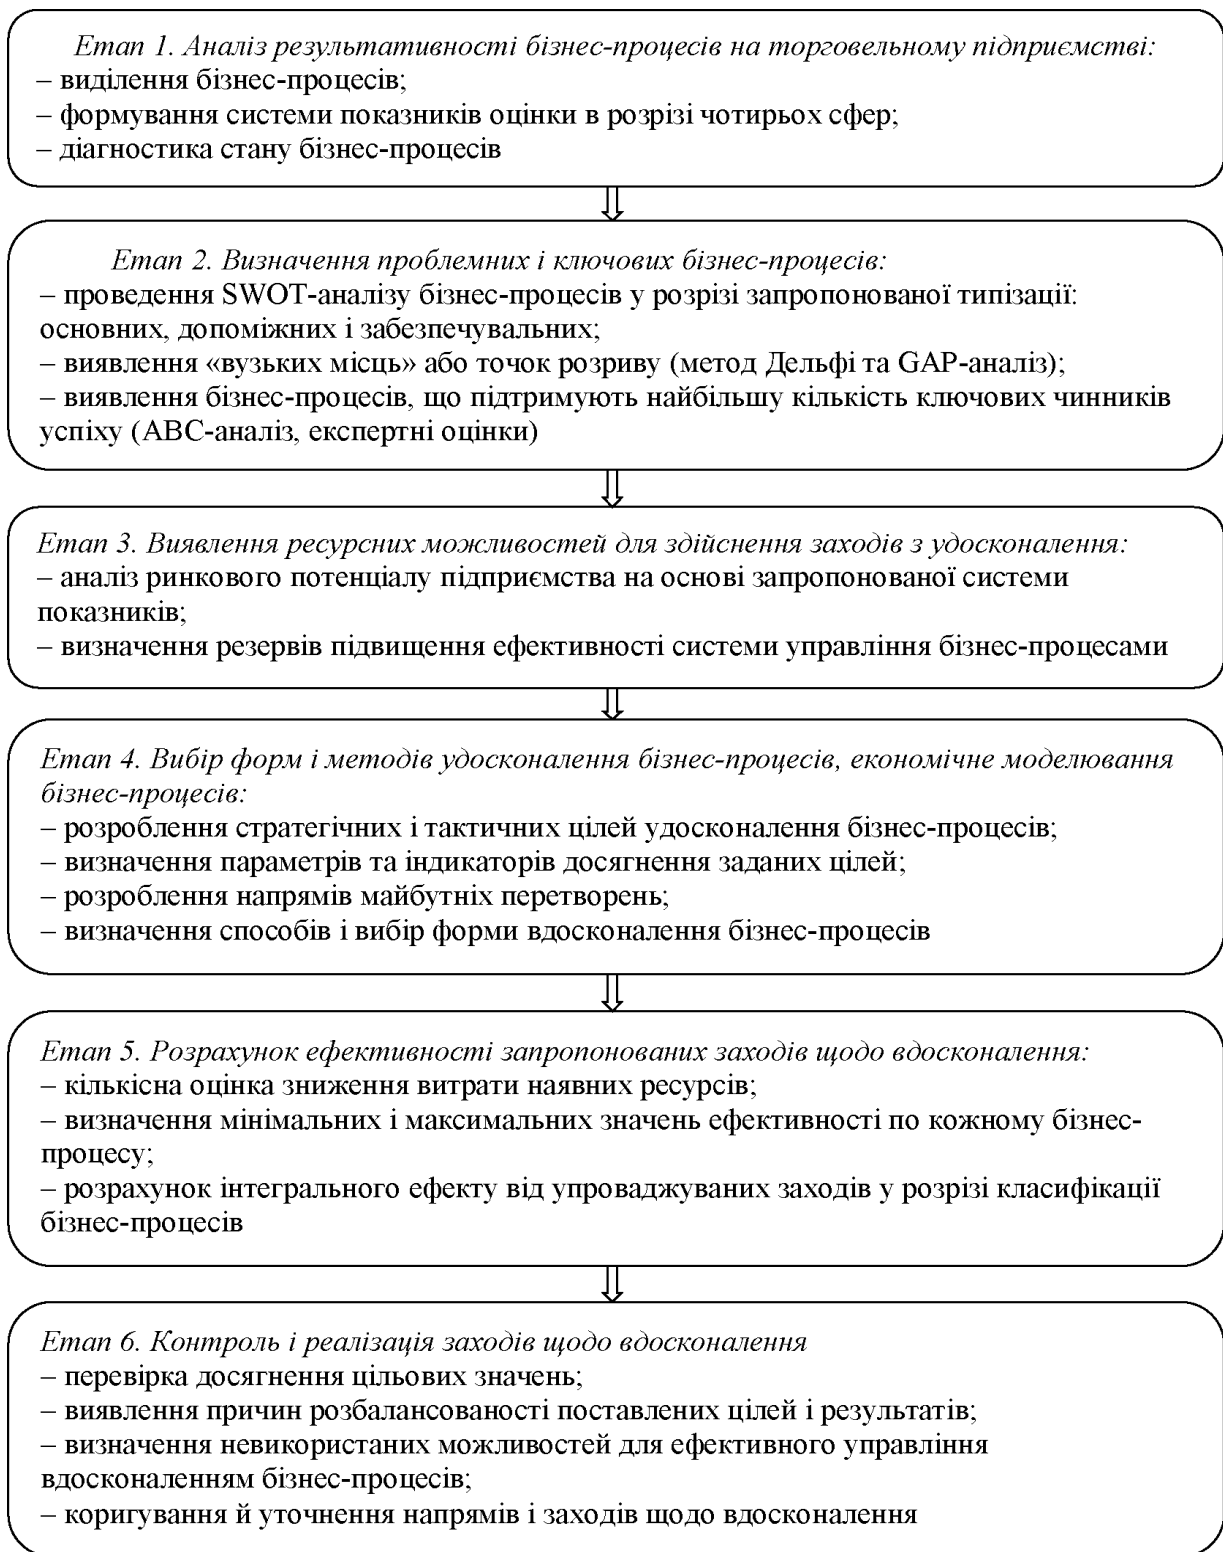 Етап 1. Аналіз результативності бізнес-процесів на торговельному підприємстві:
– виділення бізнес-процесів;
– формування системи показників оцінки в розрізі чотирьох сфер;
– діагностика стану бізнес-процесів
Етап 2. Визначення проблемних і ключових бізнес-процесів:
– проведення SWOT-аналізу бізнес-процесів у розрізі запропонованої типізації:
основних, допоміжних і забезпечувальних;
– виявлення «вузьких місць» або точок розриву (метод Дельфі та GAP-аналіз);
– виявлення бізнес-процесів, що підтримують найбільшу кількість ключових чинників
успіху (АВС-аналіз, експертні оцінки)
Етап 3. Виявлення ресурсних можливостей для здійснення заходів з удосконалення:
– аналіз ринкового потенціалу підприємства на основі запропонованої системи
показників;
– визначення резервів підвищення ефективності системи управління бізнес-процесами
Етап 4. Вибір форм і методів удосконалення бізнес-процесів, економічне моделювання
бізнес-процесів:
– розроблення стратегічних і тактичних цілей удосконалення бізнес-процесів;
– визначення параметрів та індикаторів досягнення заданих цілей;
– розроблення напрямів майбутніх перетворень;
– визначення способів і вибір форми вдосконалення бізнес-процесів
Етап 5. Розрахунок ефективності запропонованих заходів щодо вдосконалення:
– кількісна оцінка зниження витрати наявних ресурсів;
– визначення мінімальних і максимальних значень ефективності по кожному бізнес-
процесу;
– розрахунок інтегрального ефекту від упроваджуваних заходів у розрізі класифікації
бізнес-процесів
Етап 6. Контроль і реалізація заходів щодо вдосконалення
– перевірка досягнення цільових значень;
– виявлення причин розбалансованості поставлених цілей і результатів;
– визначення невикористаних можливостей для ефективного управління
вдосконаленням бізнес-процесів;
– коригування й уточнення напрямів і заходів щодо вдосконалення